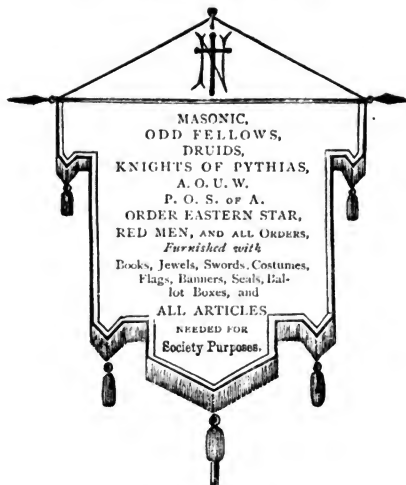 MASONIC,
ODD FELLOWS,
DRUIDS,
KNIGHTS OF PYTHIAS,
A. O. U. W.
P. O. S. OF A.
ORDER EASTERN STAR,
RED MEN, AND ALL ORDERS,
Furnished with
Books, Jewels, Swords, Costumes,
Flags, Banners, Seals, Bal-
lot Boxes, and
ALL ARTICLES
NEEDED FOR
Society Purposes.